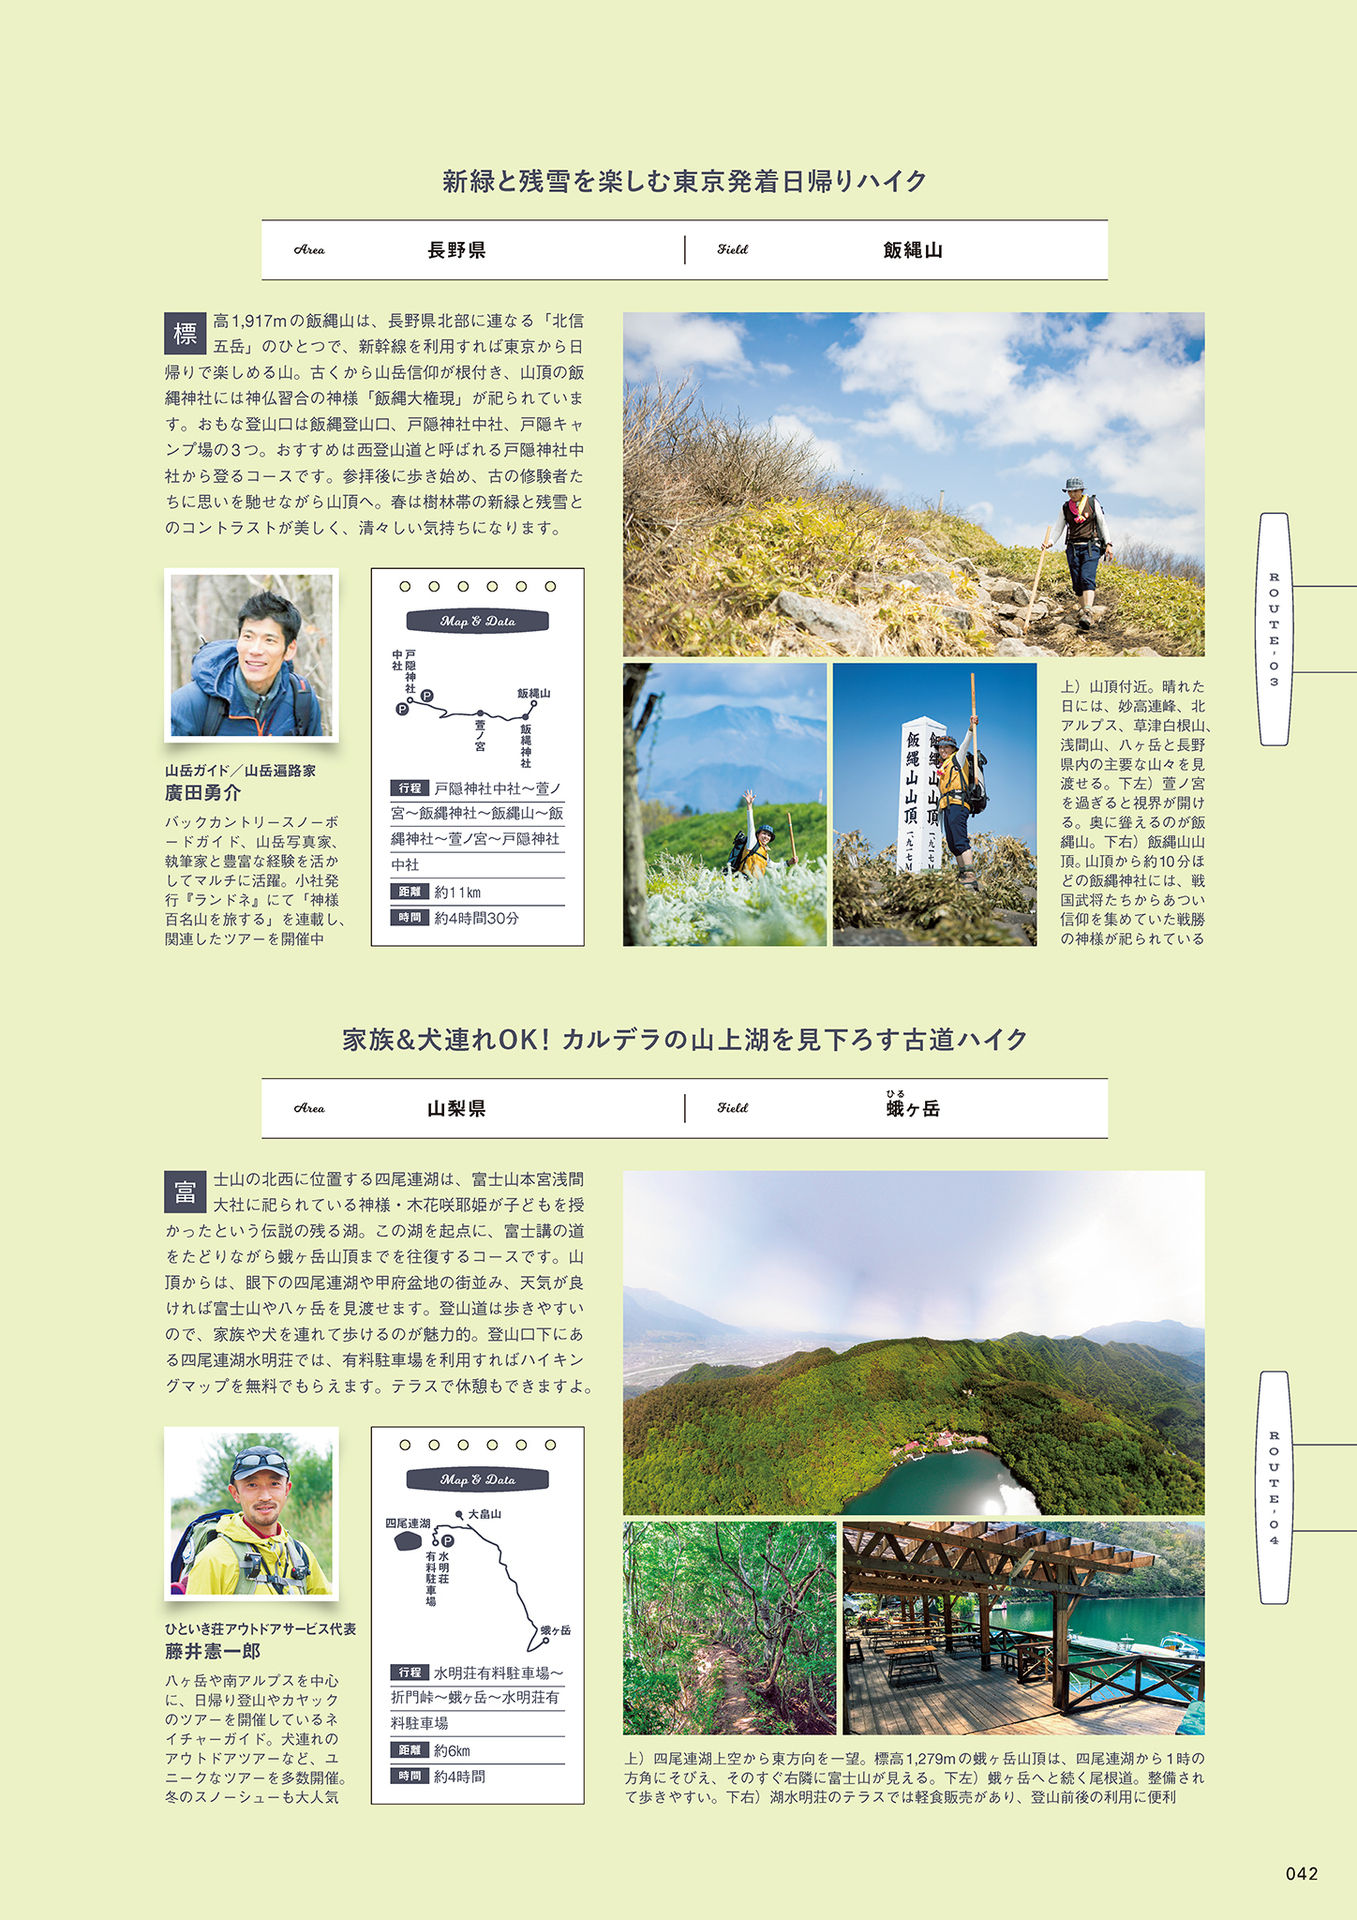 新緑と残雪を楽しむ東京発着日帰りハイク
Area 長野県 Field 飯縄山
標高1,917mの飯縄山は、長野県北部に連なる「北信
五岳」のひとつで、新幹線を利用すれば東京から日
帰りで楽しめる山。古くから山岳信仰が根付き、山頂の飯
縄神社には神仏習合の神様「飯縄大権現」が祀られていま
す。おもな登山口は飯縄登山口、戸隠神社中社、戸隠キャ
ンプ場の3つ。おすすめは西登山道と呼ばれる戸隠神社中
社から登るコースです。参拝後に歩き始め、古の修験者た
ちに思いを馳せながら山頂へ。春は樹林帯の新緑と残雪と
のコントラストが美しく、清々しい気持ちになります。
山岳ガイド／山岳遍路家
廣田勇介
バックカントリースノーボ
ードガイド、山岳写真家、
執筆家と豊富な経験を活か
してマルチに活躍。小社発
行『ランドネ』にて「神様
百名山を旅する」を連載し、
関連したツアーを開催中
Map & Data
戸隠神社
中社
P
P
萱ノ宮
飯縄神社
飯縄山
行程 戸隠神社中社〜萱ノ
宮〜飯縄神社〜飯縄山〜飯
縄神社〜萱ノ宮〜戸隠神社
中社
距離 約11km
時間 約4時間30分
飯縄山山頂 一九一七M
飯縄山山頂 一九一七M
上）山頂付近。晴れた
日には、妙高連峰、北
アルプス、草津白根山、
浅間山、八ヶ岳と長野
県内の主要な山々を見
渡せる。下左）萱ノ宮
を過ぎると視界が開け
る。奥に聳えるのが飯
縄山。下右）飯縄山山
頂。山頂から約10分ほ
どの飯縄神社には、戦
国武将たちからあつい
信仰を集めていた戦勝
の神様が祀られている
ROUTE,03
家族&犬連れOK！カルデラの山上湖を見下ろす古道ハイク
ひる
Area 山梨県 Field 蛾ヶ岳
富士山の北西に位置する四尾連湖は、富士山本宮浅間
大社に祀られている神様・木花咲耶姫が子どもを授
かったという伝説の残る湖。この湖を起点に、富士講の道
をたどりながら蛾ヶ岳山頂までを往復するコースです。山
頂からは、眼下の四尾連湖や甲府盆地の街並み、天気が良
ければ富士山や八ヶ岳を見渡せます。登山道は歩きやすい
ので、家族や犬を連れて歩けるのが魅力的。登山口下にあ
る四尾連湖水明荘では、有料駐車場を利用すればハイキン
グマップを無料でもらえます。テラスで休憩もできますよ。
ひといき荘アウトドアサービス代表
藤井憲一郎
八ヶ岳や南アルプスを中心
に、日帰り登山やカヤック
のツアーを開催しているネ
イチャーガイド。犬連れの
アウトドアツアーなど、ユ
ニークなツアーを多数開催。
冬のスノーシューも大人気
Map & Data
大畠山
四尾連湖
P
水明荘
有料駐車場
蛾ヶ岳
行程 水明荘有料駐車場〜
折門峠〜蛾ヶ岳〜水明荘有
料駐車場
距離 約6km
時間 約4時間
上）四尾連湖上空から東方向を一望。標高1,279mの蛾ヶ岳山頂は、四尾連湖から1時の
方角にそびえ、そのすぐ右隣に富士山が見える。下左）蛾ヶ岳へと続く尾根道。整備され
て歩きやすい。下右）湖水明荘のテラスでは軽食販売があり、登山前後の利用に便利
ROUTE,04
042